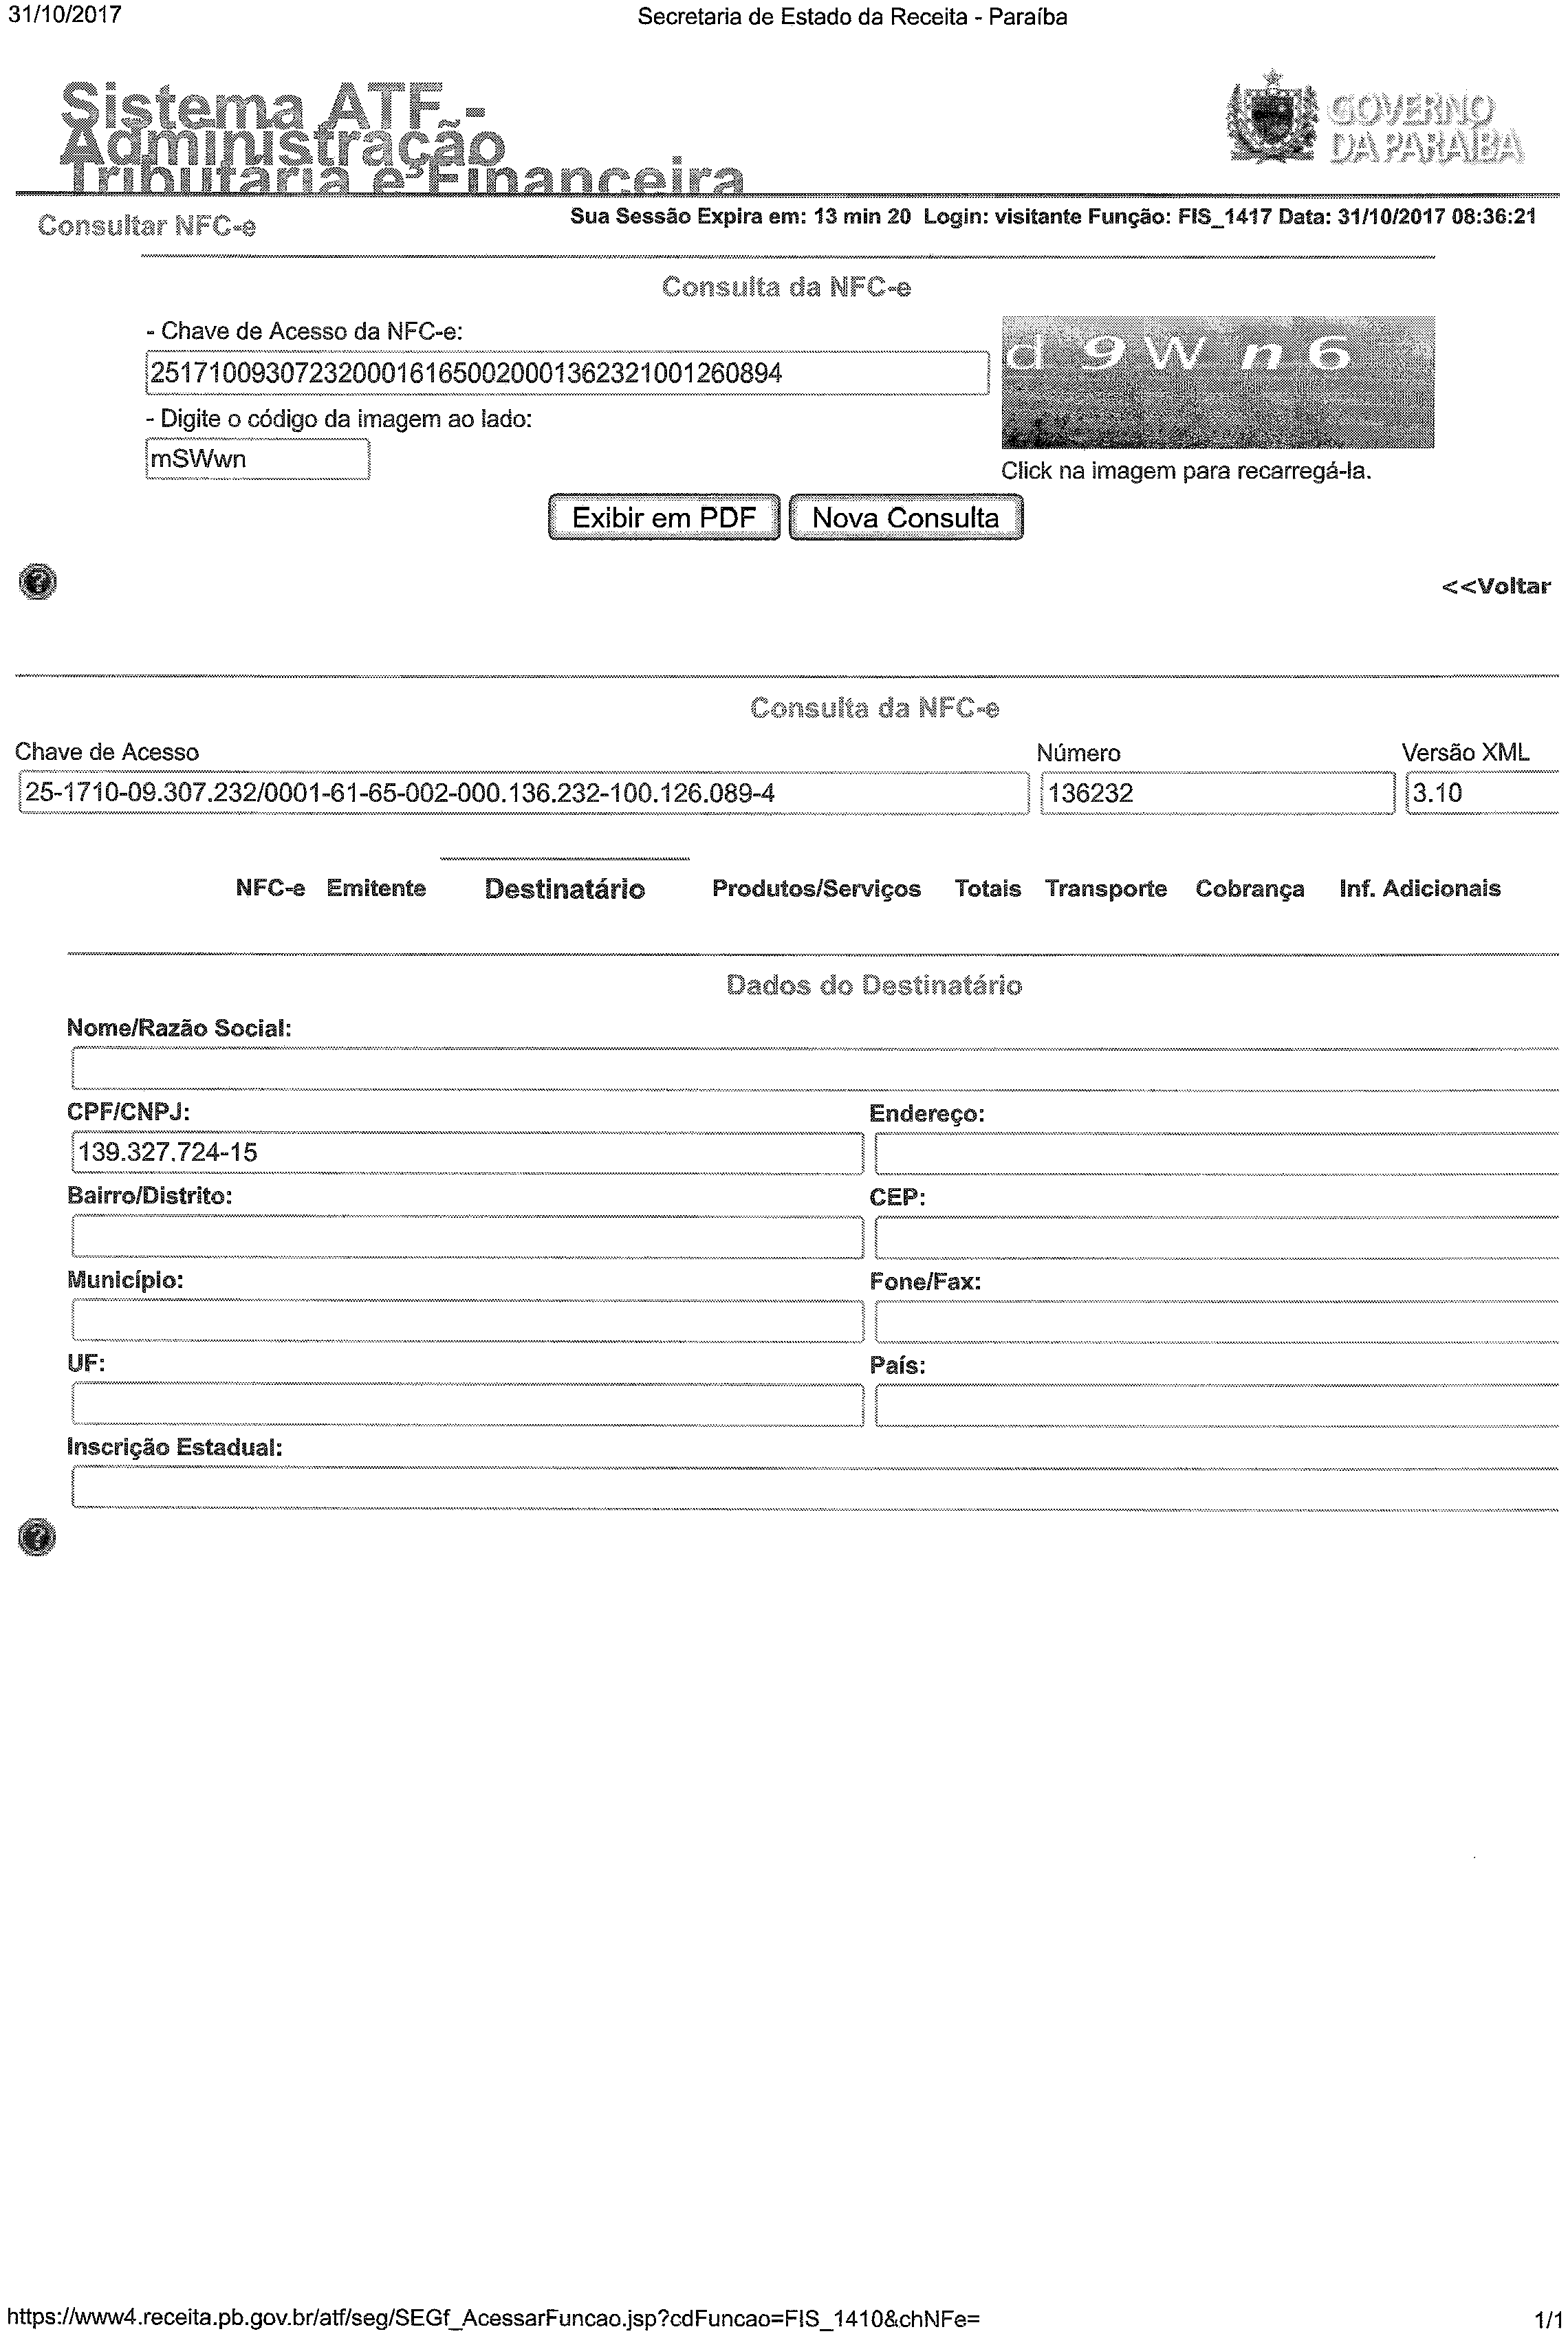 31/10/2017 Secretaria de Estado da Receita - Paraíba
Sistema ATF -
Administração
Tributária e Financeira
GOVERNO
DA PARAÍBA
Consultar NFC-e
Sua Sessão Expira em: 13 min 20 Login: visitante Função: FIS_1417 Data: 31/10/2017 08:36:21
Consulta da NFC-e
- Chave de Acesso da NFC-e:
25171009307232000161650020001362321001260894
d 9 W n 6
- Digite o código da imagem ao lado:
mSWwn
Click na imagem para recarregá-la.
Exibir em PDF Nova Consulta
<<Voltar
Consulta da NFC-e
Chave de Acesso Número Versão XML
25-1710-09.307.232/0001-61-65-002-000.136.232-100.126.089-4 136232 3.10
NFC-e Emitente Destinatário Produtos/Serviços Totais Transporte Cobrança Inf. Adicionais
Dados do Destinatário
Nome/Razão Social:
CPF/CNPJ: Endereço:
139.327.724-15
Bairro/Distrito: CEP:
Município: Fone/Fax:
UF: País:
Inscrição Estadual:
https://www4.receita.pb.gov.br/atf/seg/SEGf_AcessarFuncao.jsp?cdFuncao=FIS_1410&chNFe= 1/1